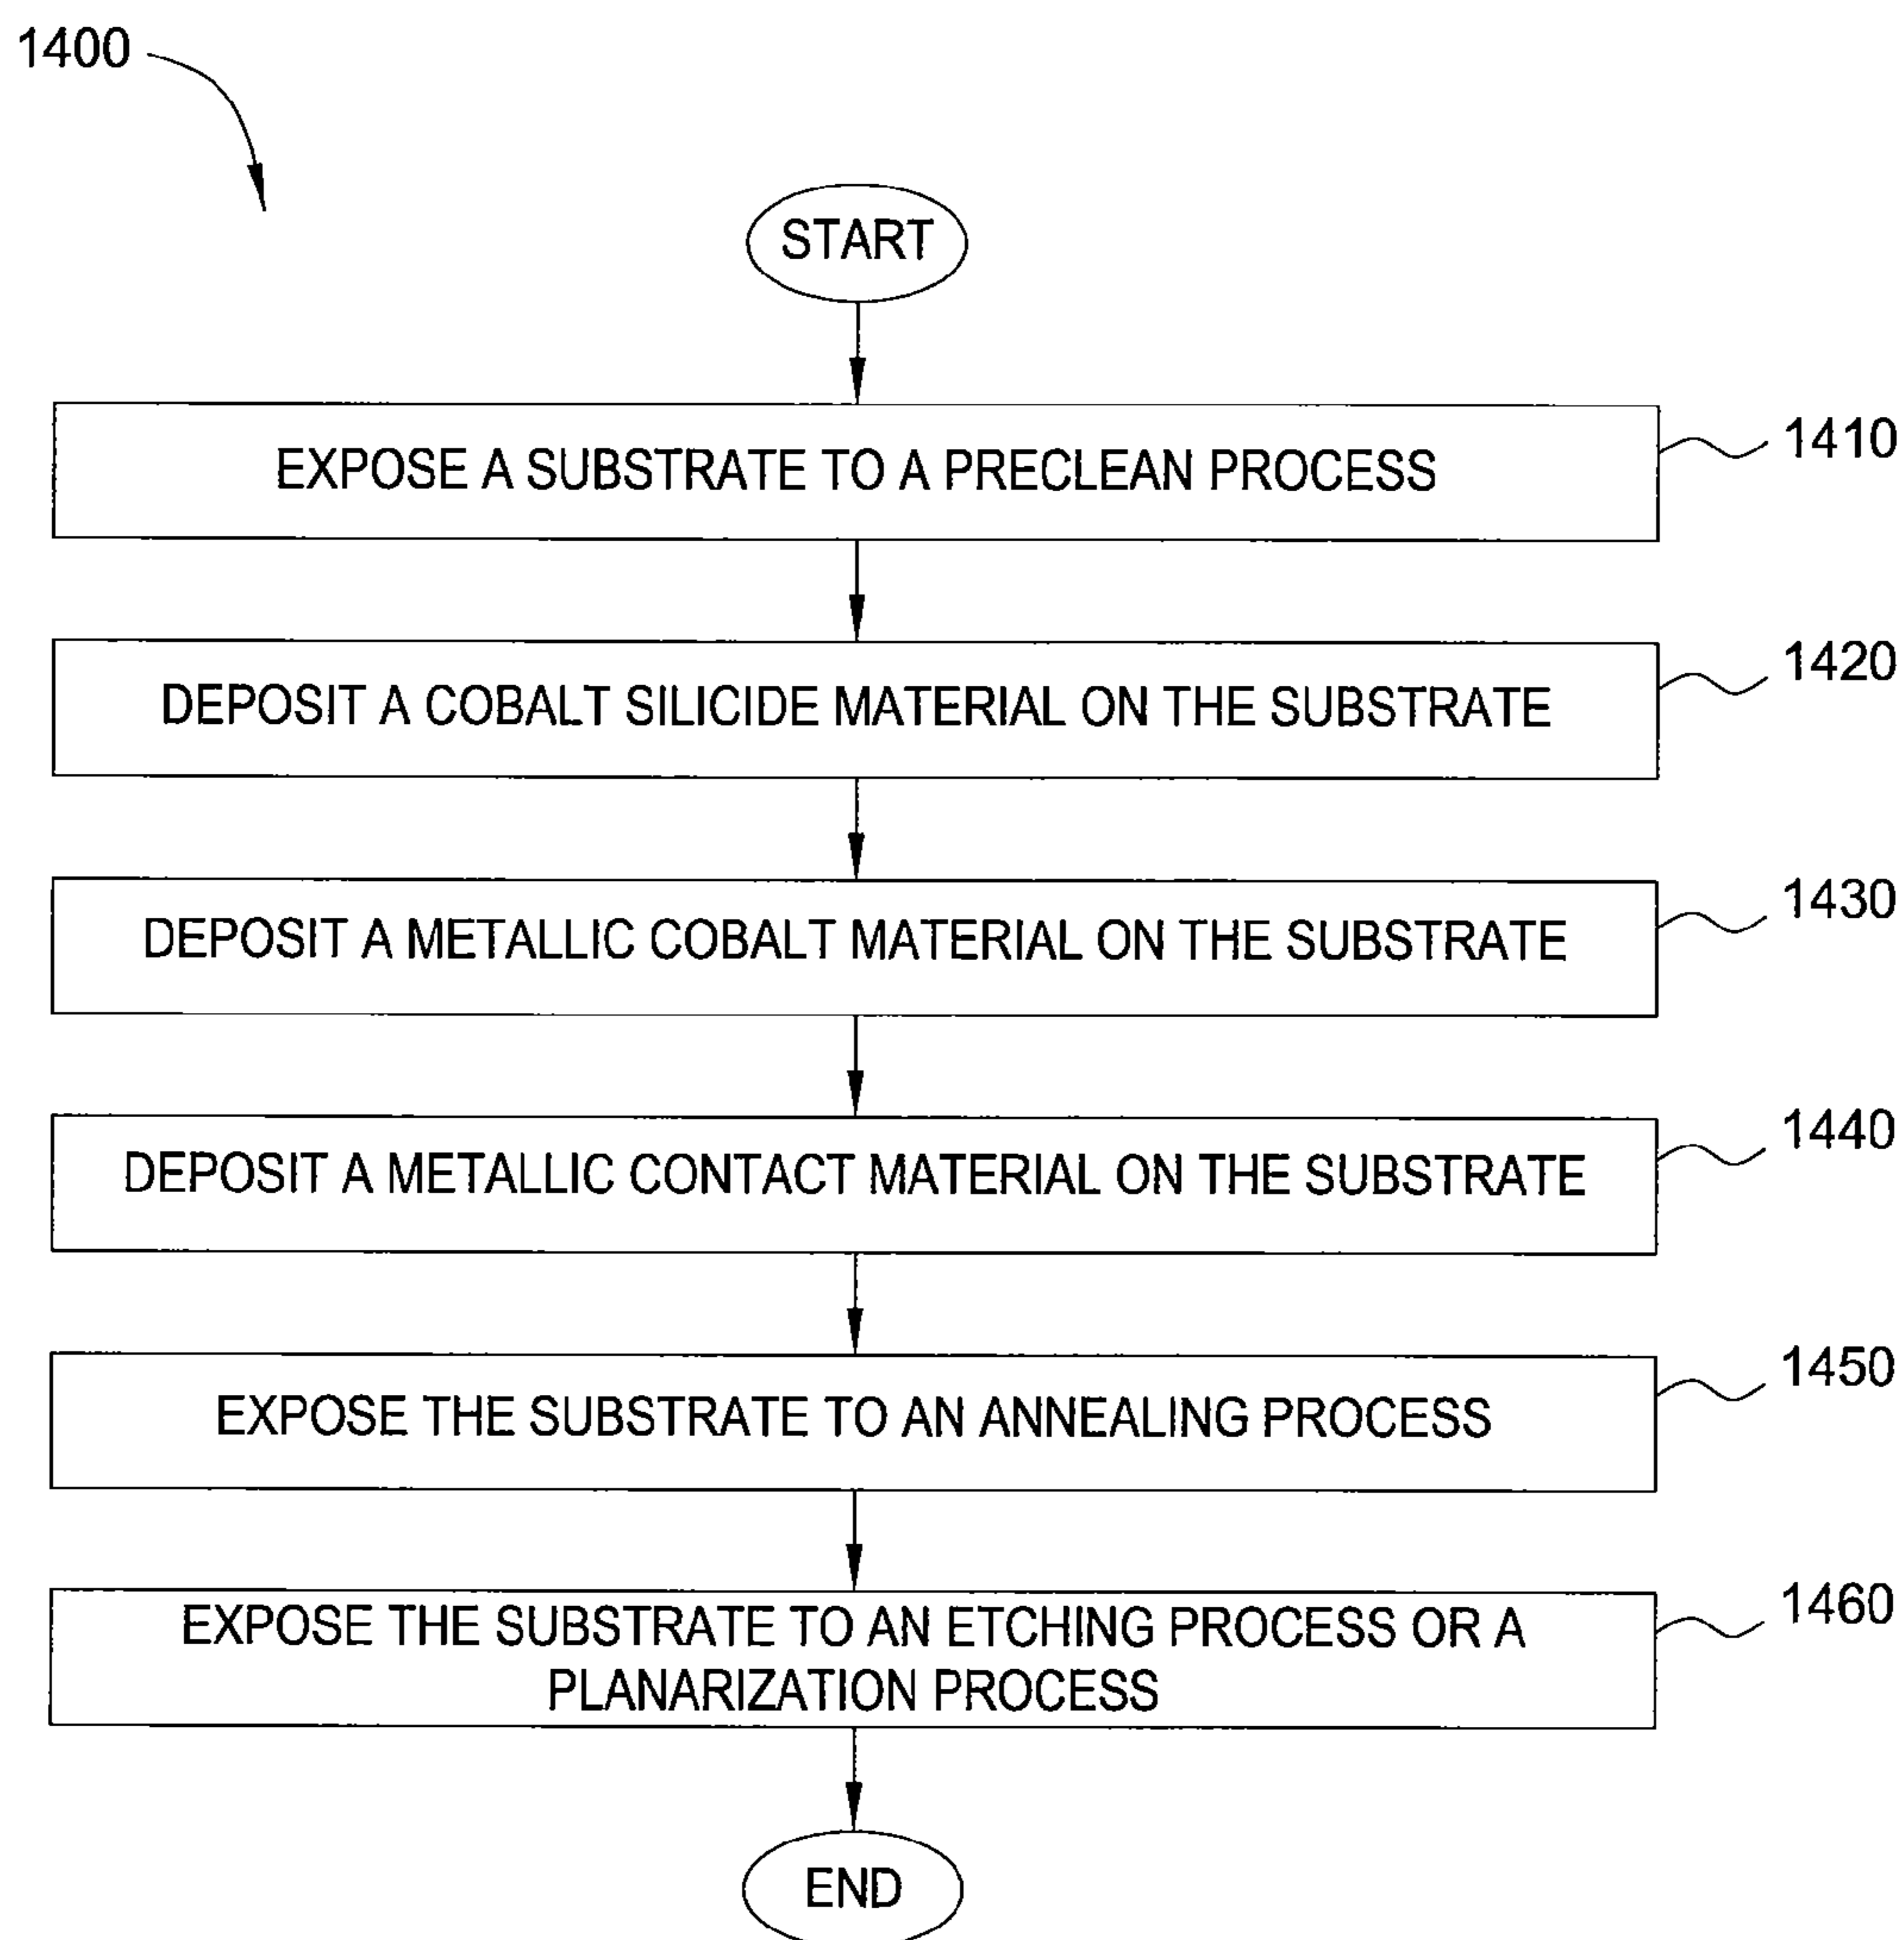 1400
START
EXPOSE A SUBSTRATE TO A PRECLEAN PROCESS
1410
DEPOSIT A COBALT SILICIDE MATERIAL ON THE SUBSTRATE
1420
DEPOSIT A METALLIC COBALT MATERIAL ON THE SUBSTRATE
1430
DEPOSIT A METALLIC CONTACT MATERIAL ON THE SUBSTRATE
1440
EXPOSE THE SUBSTRATE TO AN ANNEALING PROCESS
1450
EXPOSE THE SUBSTRATE TO AN ETCHING PROCESS OR A
PLANARIZATION PROCESS
1460
END